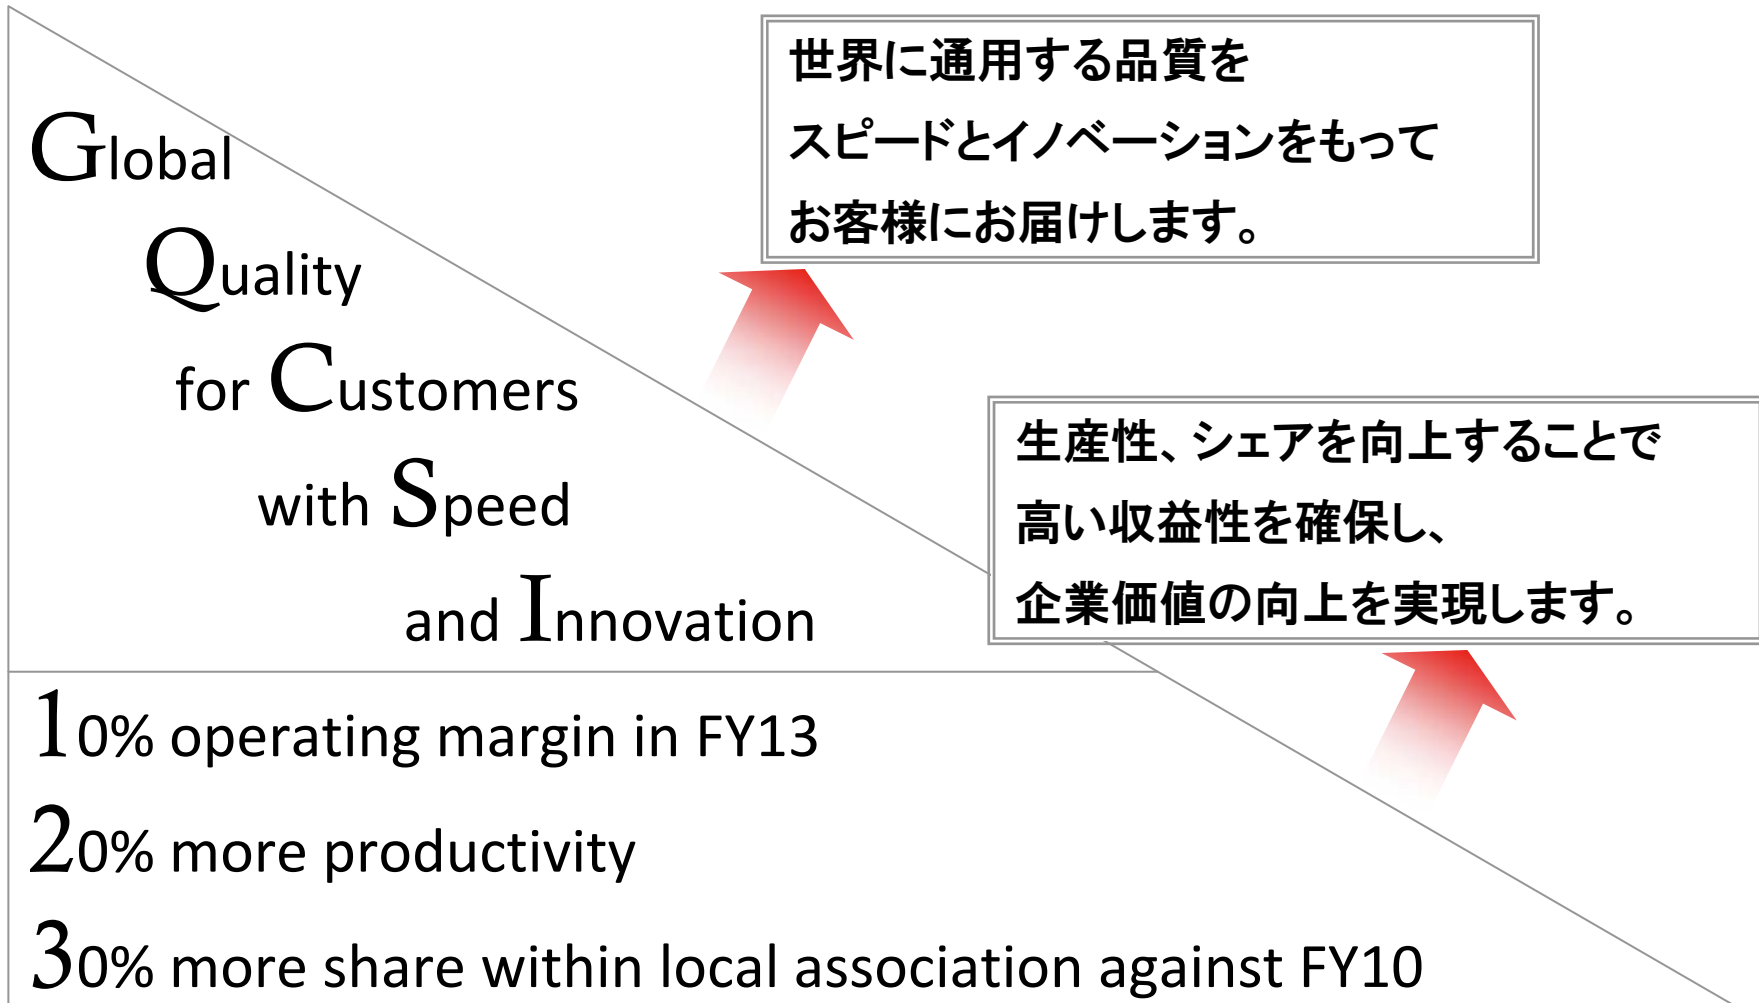 Global
Quality
for Customers
with Speed
and Innovation
世界に通用する品質を
スピードとイノベーションをもって
お客様にお届けします。
生産性、シェアを向上することで
高い収益性を確保し、
企業価値の向上を実現します。
10% operating margin in FY13
20% more productivity
30% more share within local association against FY10